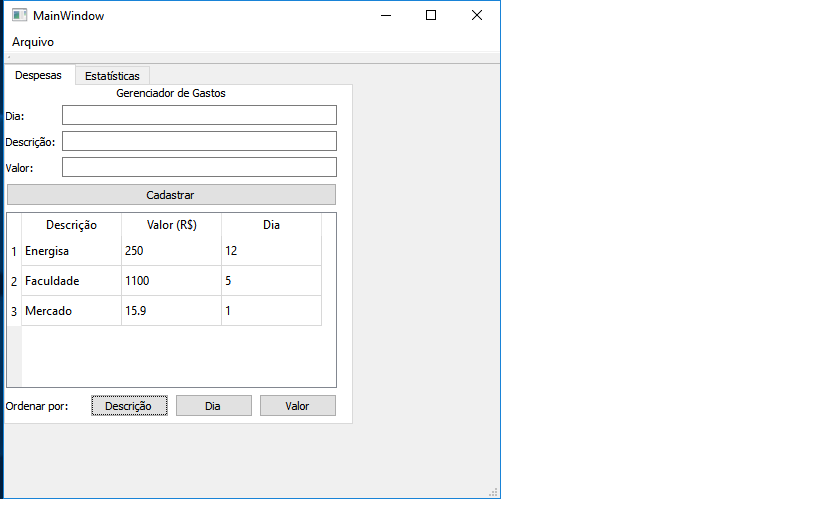 MainWindow
Arquivo
Despesas Estatísticas
Gerenciador de Gastos
Dia:
Descrição:
Valor:
Cadastrar
Descrição Valor (R$) Dia
1 Energisa 250 12
2 Faculdade 1100 5
3 Mercado 15.9 1
Ordenar por: Descrição Dia Valor